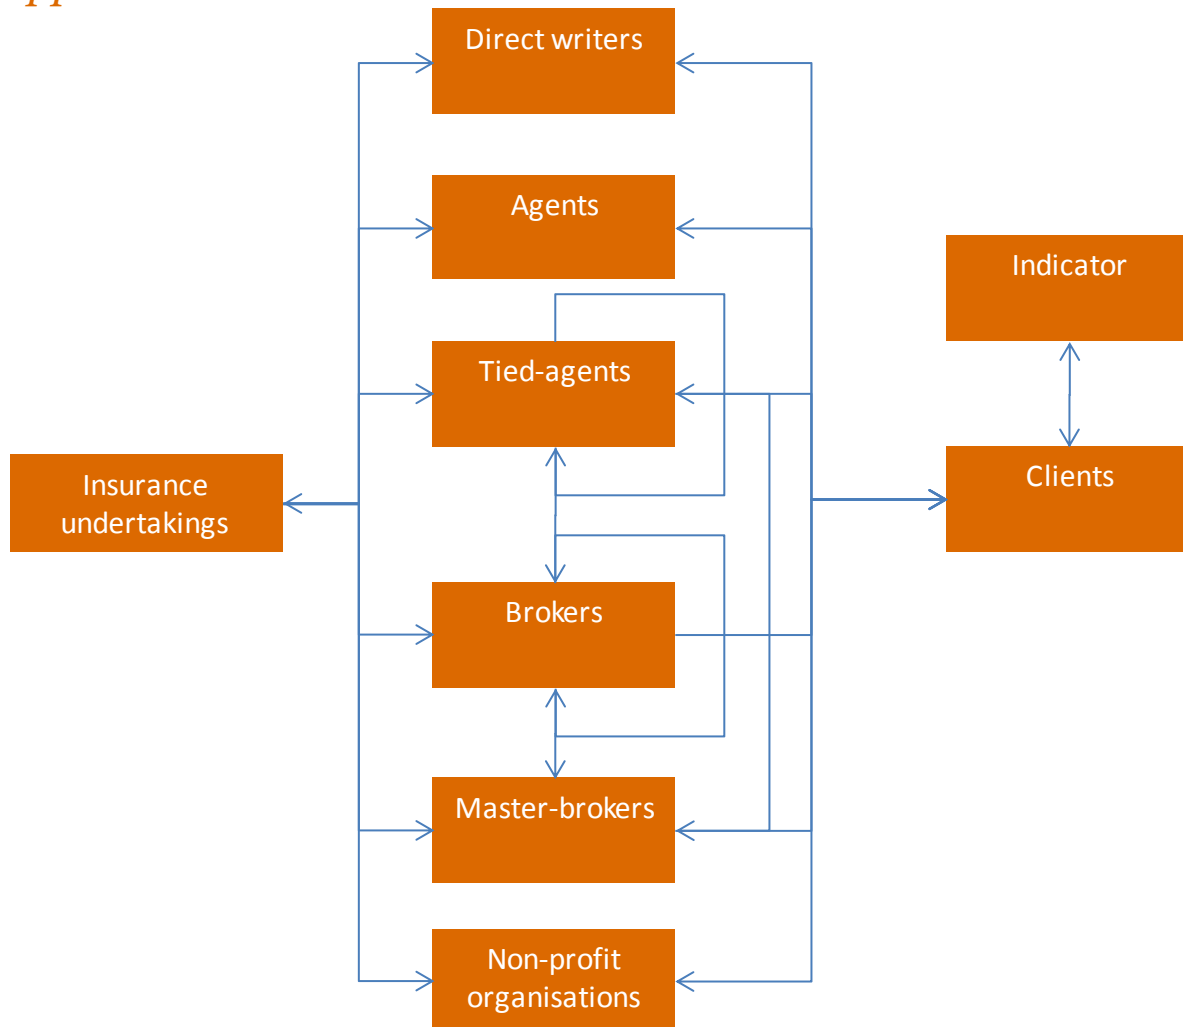 Direct writers
Agents
Indicator
Tied-agents
Insurance
undertakings
Clients
Brokers
Master-brokers
Non-profit
organisations